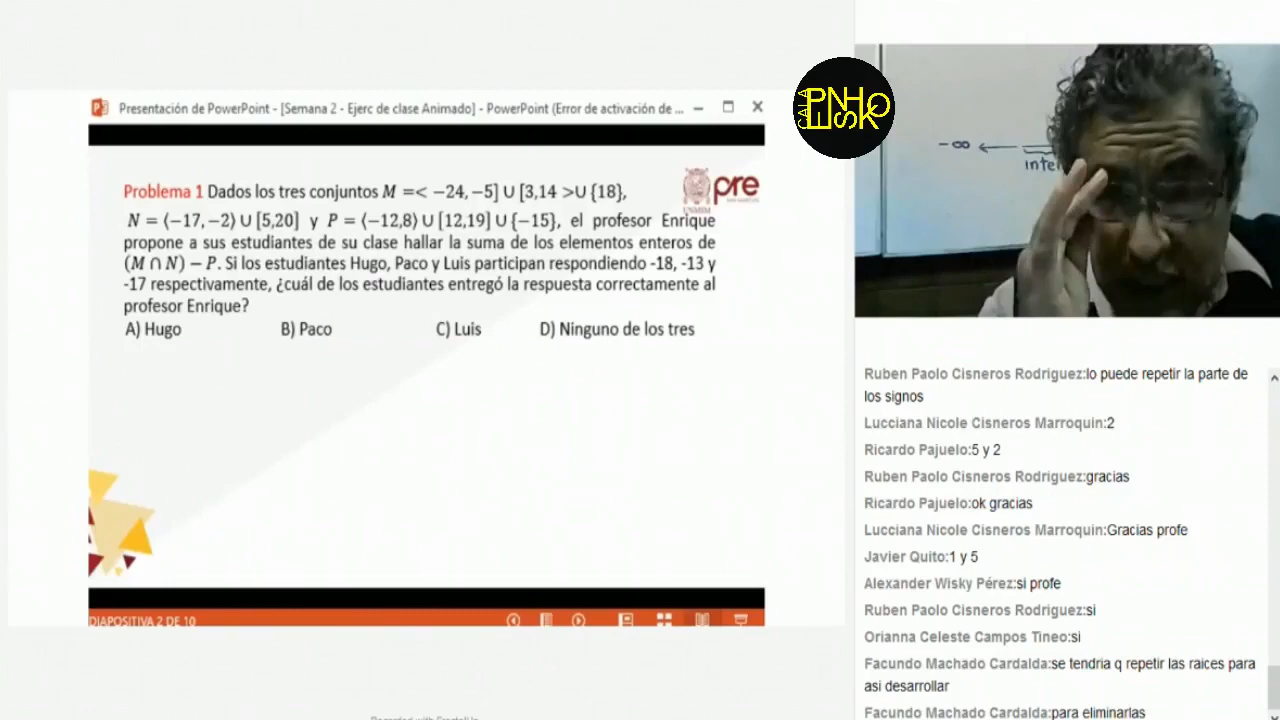 Presentación de PowerPoint - [Semana 2 - Ejerc de clase Animado] - PowerPoint (Error de activación de ...
CALA
PNHO
ESK
-∞
inte
Problema 1 Dados los tres conjuntos M =< −24, −5] ∪ [3,14 >∪ {18},
N = ⟨−17, −2⟩ ∪ [5,20] y P = ⟨−12,8⟩ ∪ [12,19] ∪ {−15}, el profesor Enrique
propone a sus estudiantes de su clase hallar la suma de los elementos enteros de
(M ∩ N) − P. Si los estudiantes Hugo, Paco y Luis participan respondiendo -18, -13 y
-17 respectivamente, ¿cuál de los estudiantes entregó la respuesta correctamente al
profesor Enrique?
A) Hugo B) Paco C) Luis D) Ninguno de los tres
pre
UNMSM
DIAPOSITIVA 2 DE 10
Ruben Paolo Cisneros Rodriguez:lo puede repetir la parte de
los signos
Lucciana Nicole Cisneros Marroquin:2
Ricardo Pajuelo:5 y 2
Ruben Paolo Cisneros Rodriguez:gracias
Ricardo Pajuelo:ok gracias
Lucciana Nicole Cisneros Marroquin:Gracias profe
Javier Quito:1 y 5
Alexander Wisky Pérez:si profe
Ruben Paolo Cisneros Rodriguez:si
Orianna Celeste Campos Tineo:si
Facundo Machado Cardalda:se tendria q repetir las raices para
asi desarrollar
Facundo Machado Cardalda:para eliminarlas